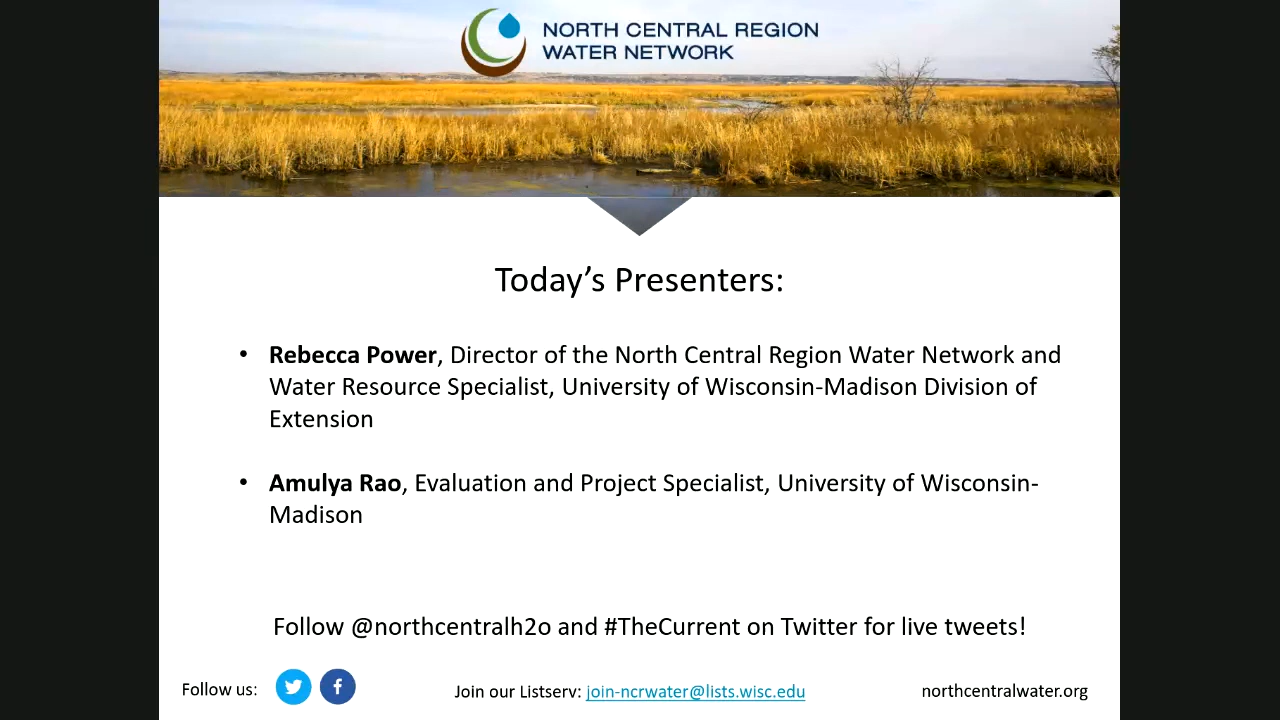 NORTH CENTRAL REGION
WATER NETWORK
Today's Presenters:
• Rebecca Power, Director of the North Central Region Water Network and
Water Resource Specialist, University of Wisconsin-Madison Division of
Extension
• Amulya Rao, Evaluation and Project Specialist, University of Wisconsin-
Madison
Follow @northcentralh2o and #TheCurrent on Twitter for live tweets!
Follow us:
Join our Listserv: join-ncrwater@lists.wisc.edu
northcentralwater.org